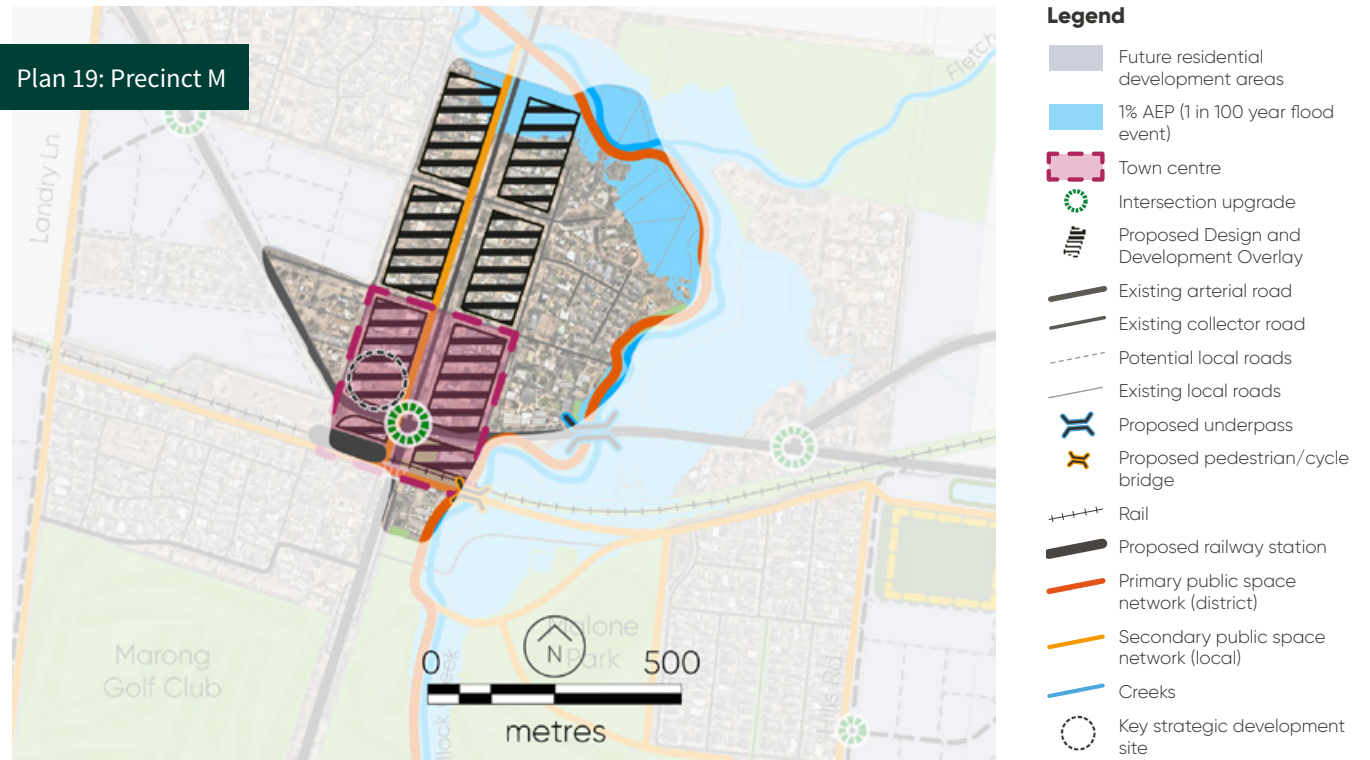 Plan 19: Precinct M
Landry Ln
Fletch
Marong
Golf Club
Malone
Park
N
0
500
metres
Legend
Future residential
development areas
1% AEP (1 in 100 year flood
event)
Town centre
Intersection upgrade
Proposed Design and
Development Overlay
Existing arterial road
Existing collector road
Potential local roads
Existing local roads
Proposed underpass
Proposed pedestrian/cycle
bridge
Rail
Proposed railway station
Primary public space
network (district)
Secondary public space
network (local)
Creeks
Key strategic development
site